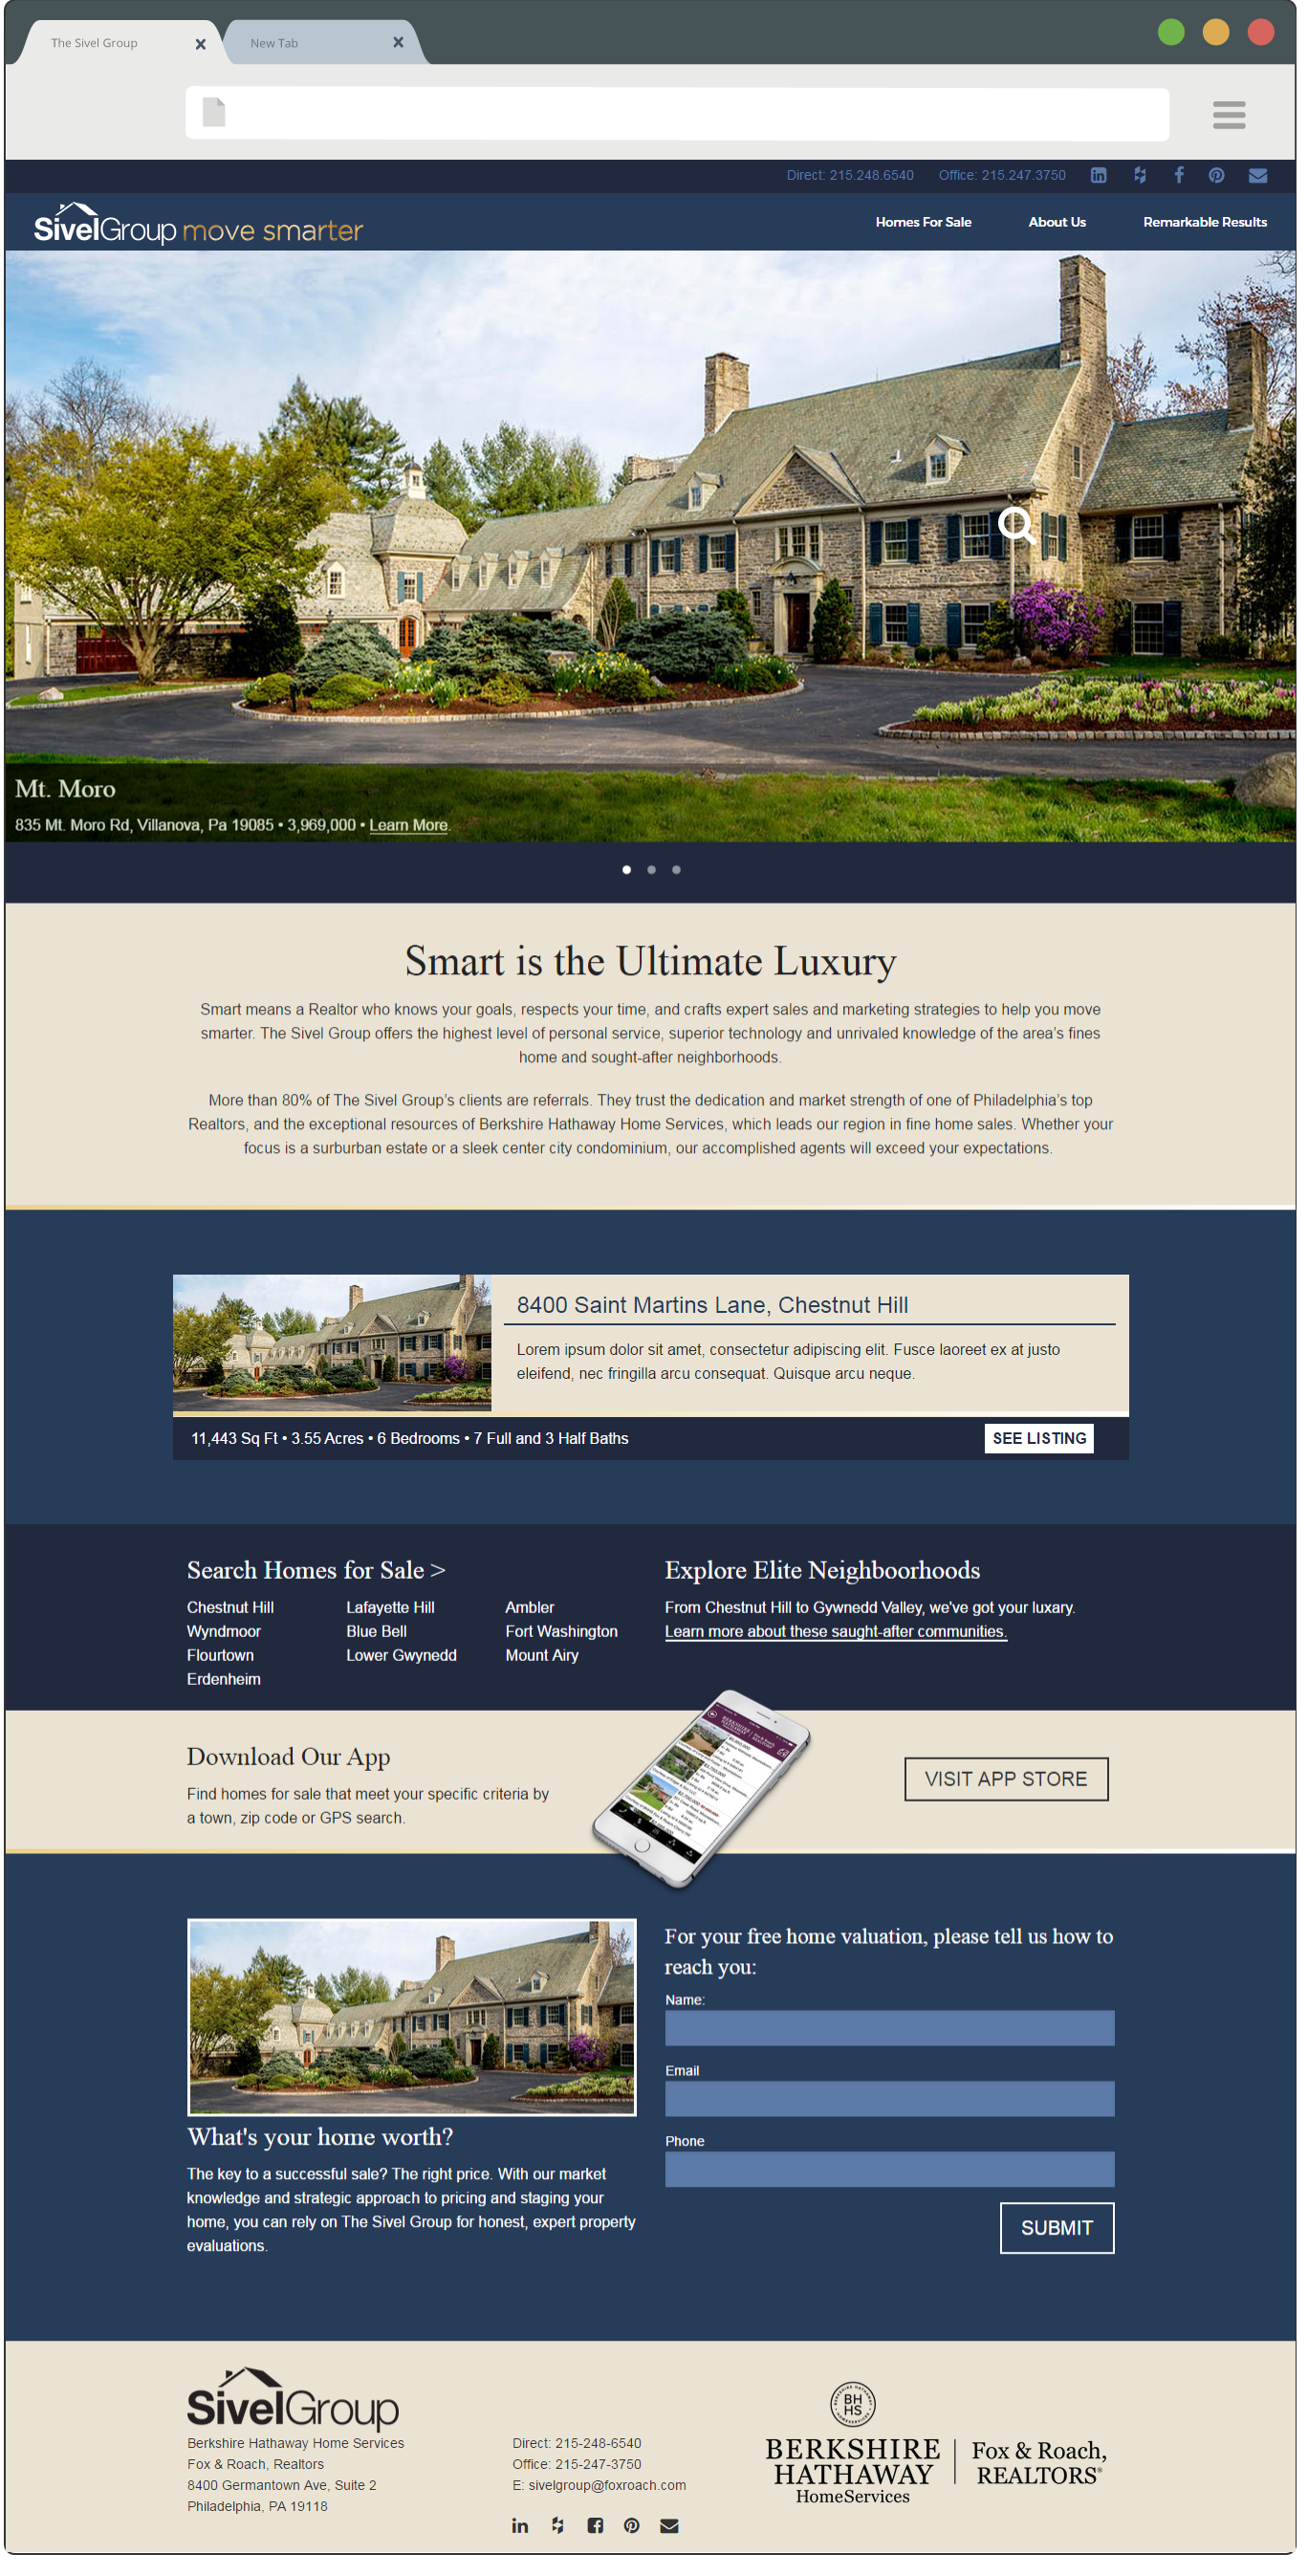 The Sivel Group
New Tab
Direct: 215.248.6540 Office: 215.247.3750
SivelGroup move smarter
Homes For Sale About Us Remarkable Results
Mt. Moro
835 Mt. Moro Rd, Villanova, Pa 19085 • 3,969,000 • Learn More.
Smart is the Ultimate Luxury
Smart means a Realtor who knows your goals, respects your time, and crafts expert sales and marketing strategies to help you move
smarter. The Sivel Group offers the highest level of personal service, superior technology and unrivaled knowledge of the area's fines
home and sought-after neighborhoods.
More than 80% of The Sivel Group's clients are referrals. They trust the dedication and market strength of one of Philadelphia's top
Realtors, and the exceptional resources of Berkshire Hathaway Home Services, which leads our region in fine home sales. Whether your
focus is a surburban estate or a sleek center city condominium, our accomplished agents will exceed your expectations.
8400 Saint Martins Lane, Chestnut Hill
Lorem ipsum dolor sit amet, consectetur adipiscing elit. Fusce laoreet ex at justo
eleifend, nec fringilla arcu consequat. Quisque arcu neque.
11,443 Sq Ft • 3.55 Acres • 6 Bedrooms • 7 Full and 3 Half Baths
SEE LISTING
Search Homes for Sale >
Chestnut Hill Lafayette Hill Ambler
Wyndmoor Blue Bell Fort Washington
Flourtown Lower Gwynedd Mount Airy
Erdenheim
Explore Elite Neighboorhoods
From Chestnut Hill to Gywnedd Valley, we've got your luxary.
Learn more about these saught-after communities.
Download Our App
Find homes for sale that meet your specific criteria by
a town, zip code or GPS search.
BERKSHIRE
HATHAWAY
Fox & Roach
REALTORS
VISIT APP STORE
What's your home worth?
The key to a successful sale? The right price. With our market
knowledge and strategic approach to pricing and staging your
home, you can rely on The Sivel Group for honest, expert property
evaluations.
For your free home valuation, please tell us how to
reach you:
Name:
Email
Phone
SUBMIT
SivelGroup
Berkshire Hathaway Home Services
Fox & Roach, Realtors
8400 Germantown Ave, Suite 2
Philadelphia, PA 19118
Direct: 215-248-6540
Office: 215-247-3750
E: sivelgroup@foxroach.com
BH
HS
BERKSHIRE
HATHAWAY
HomeServices
Fox & Roach,
REALTORS®